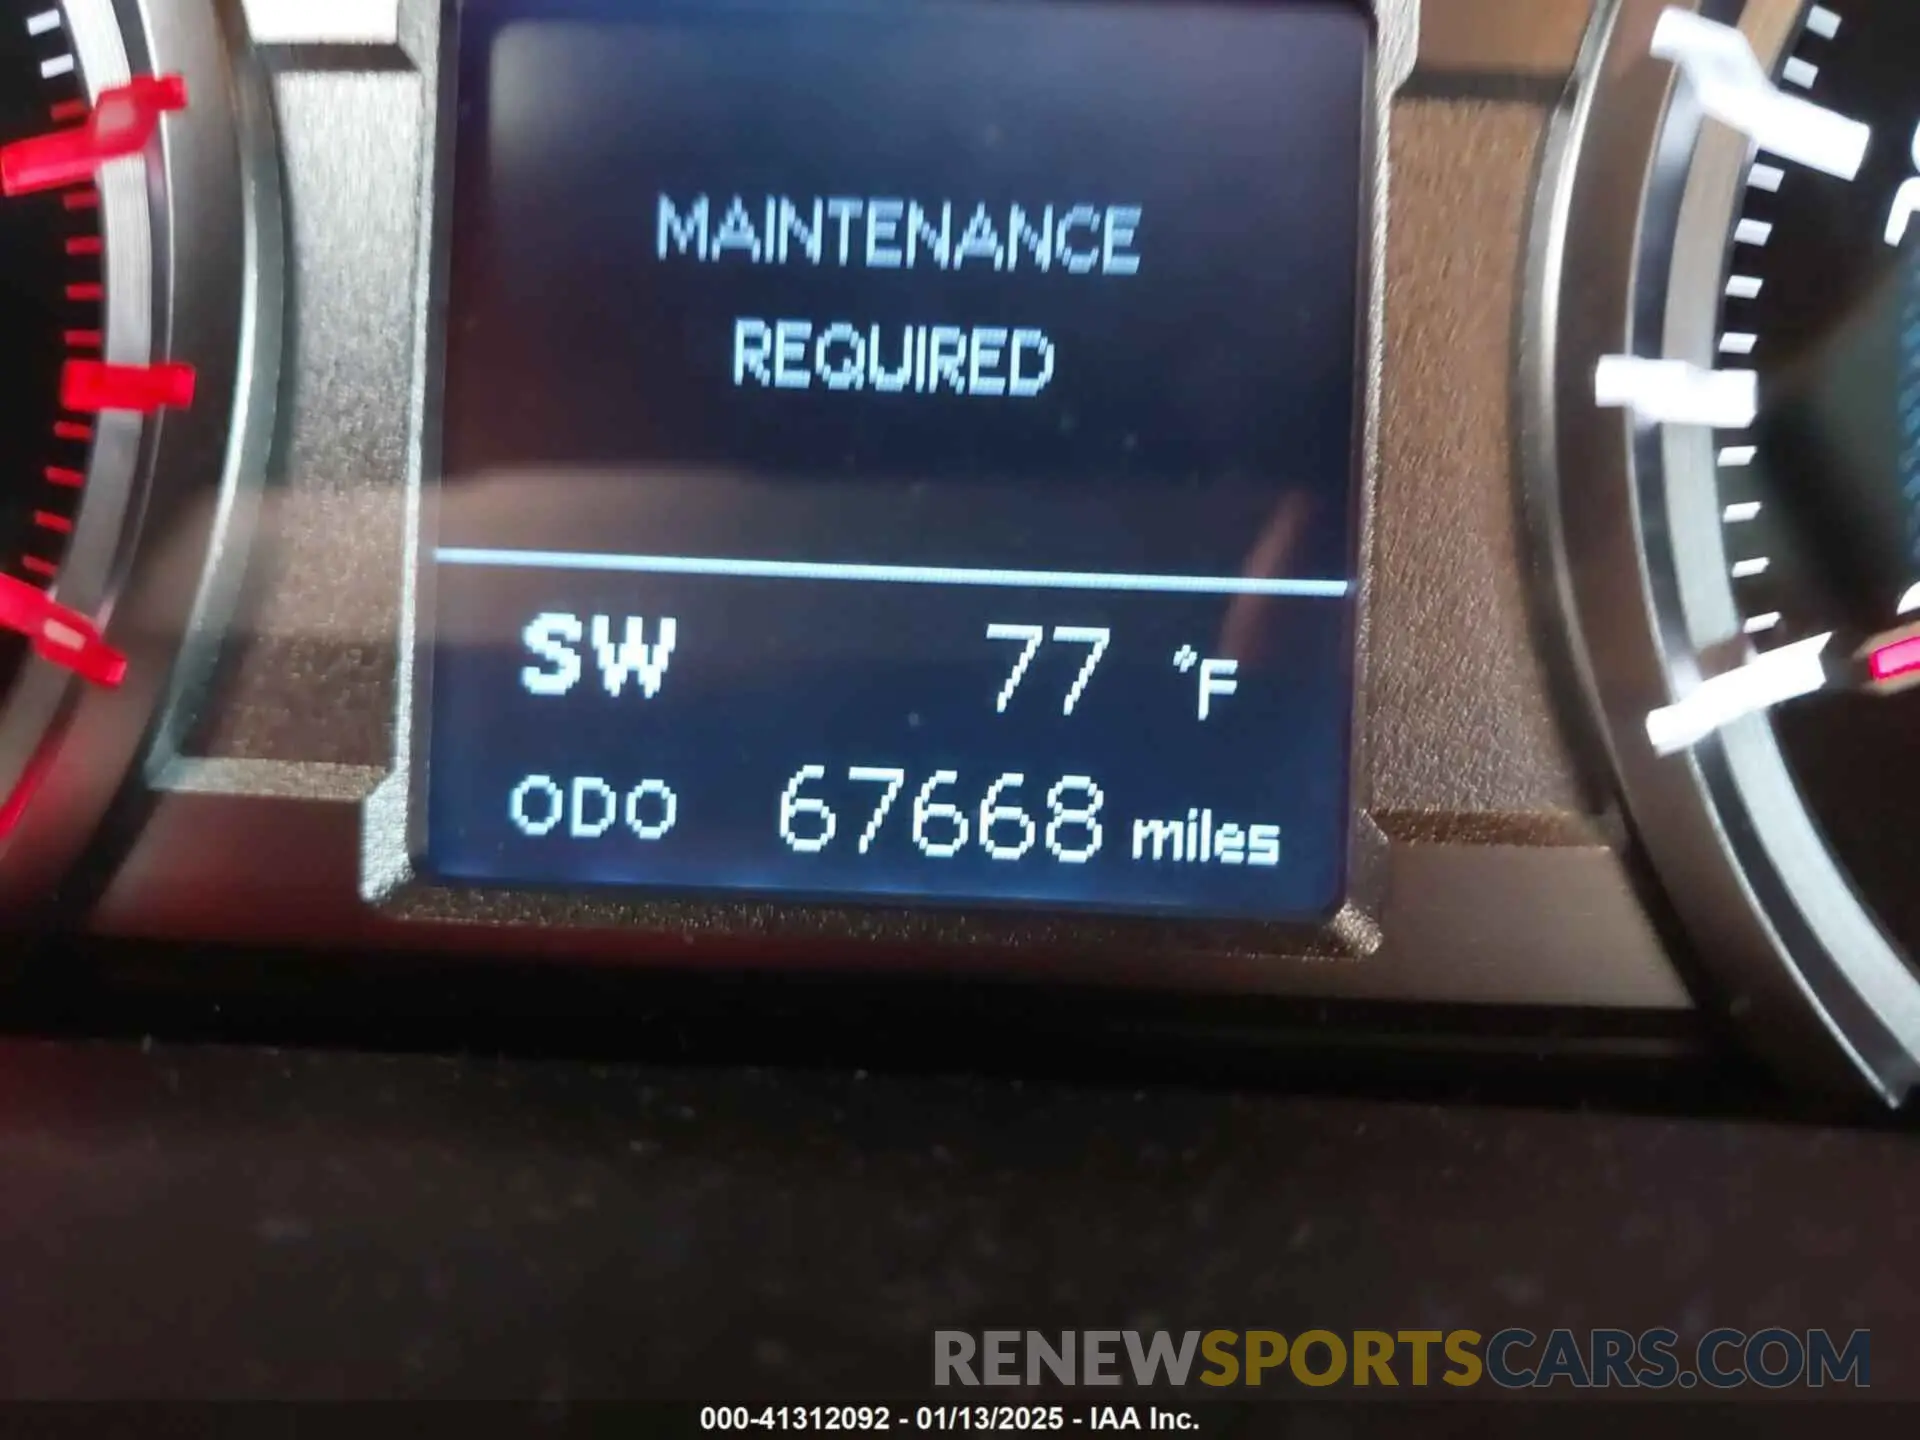 MAINTENANCE
REQUIRED
SW 77 °F
ODO 67668 miles
RENEWSPORTSCARS.COM
000-41312092 - 01/13/2025 - IAA Inc.